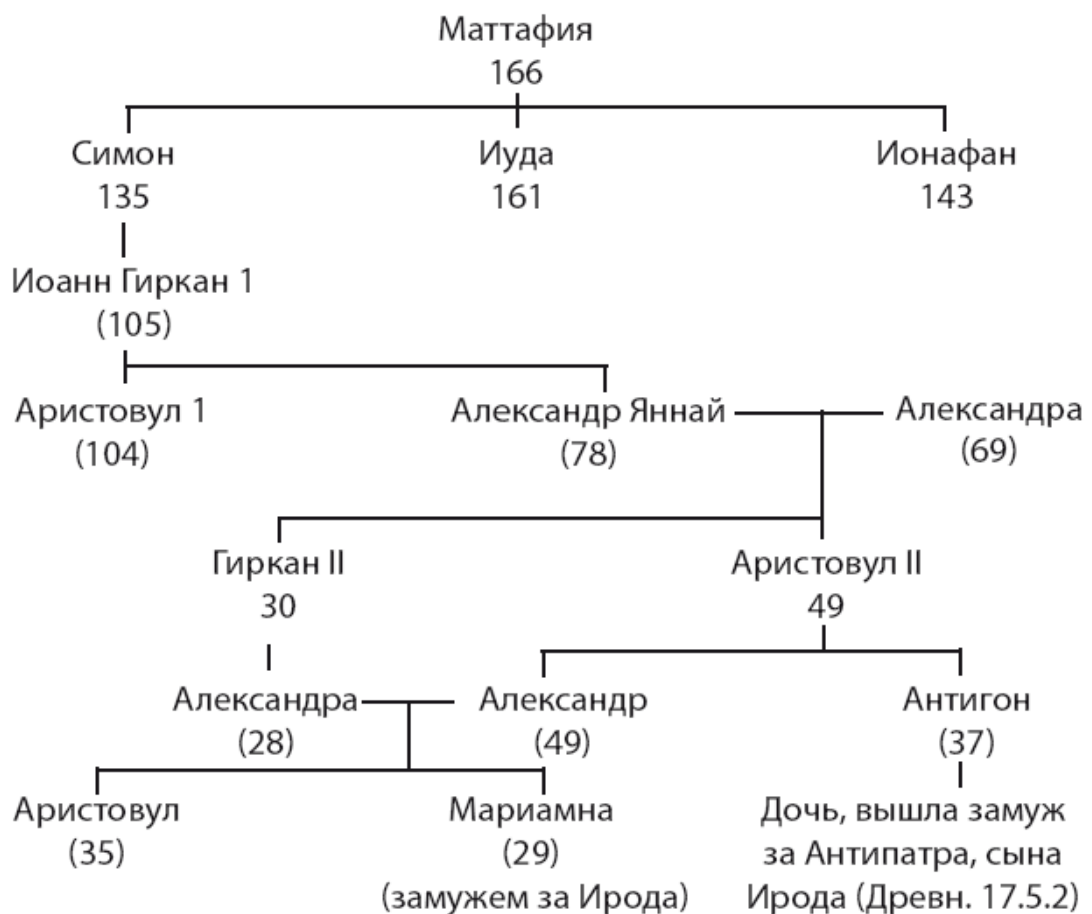 Маттафия
166
Симон Иуда Ионафан
135 161 143
Иоанн Гиркан 1
(105)
Аристовул 1 Александр Яннай Александра
(104) (78) (69)
Гиркан II Аристовул II
30 49
Александра Александр Антигон
(28) (49) (37)
Аристовул Мариамна Дочь, вышла замуж
(35) (29) за Антипатра, сына
(замужем за Ирода) Ирода (Древн. 17.5.2)